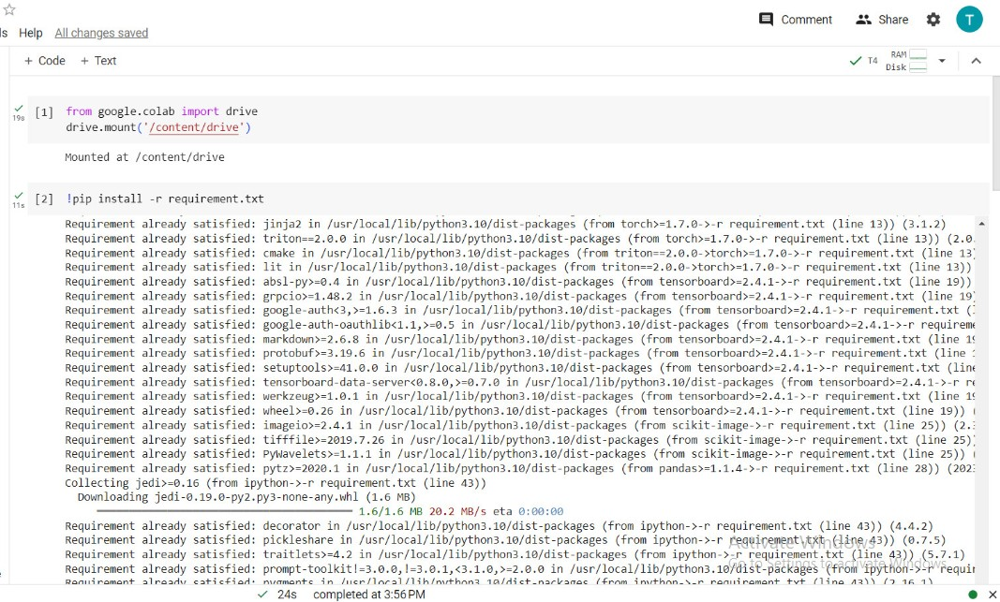 Comment Share T
ls Help All changes saved
+ Code + Text T4 RAM Disk
19s [1] from google.colab import drive
drive.mount('/content/drive')
Mounted at /content/drive
11s [2] !pip install -r requirement.txt
Requirement already satisfied: jinja2 in /usr/local/lib/python3.10/dist-packages (from torch>=1.7.0->-r requirement.txt (line 13)) (3.1.2)
Requirement already satisfied: triton==2.0.0 in /usr/local/lib/python3.10/dist-packages (from torch>=1.7.0->-r requirement.txt (line 13)) (2.0.
Requirement already satisfied: cmake in /usr/local/lib/python3.10/dist-packages (from triton==2.0.0->torch>=1.7.0->-r requirement.txt (line 13)
Requirement already satisfied: lit in /usr/local/lib/python3.10/dist-packages (from triton==2.0.0->torch>=1.7.0->-r requirement.txt (line 13))
Requirement already satisfied: absl-py>=0.4 in /usr/local/lib/python3.10/dist-packages (from tensorboard>=2.4.1->-r requirement.txt (line 19))
Requirement already satisfied: grpcio>=1.48.2 in /usr/local/lib/python3.10/dist-packages (from tensorboard>=2.4.1->-r requirement.txt (line 19)
Requirement already satisfied: google-auth<3,>=1.6.3 in /usr/local/lib/python3.10/dist-packages (from tensorboard>=2.4.1->-r requirement.txt (
Requirement already satisfied: google-auth-oauthlib<1.1,>=0.5 in /usr/local/lib/python3.10/dist-packages (from tensorboard>=2.4.1->-r requireme
Requirement already satisfied: markdown>=2.6.8 in /usr/local/lib/python3.10/dist-packages (from tensorboard>=2.4.1->-r requirement.txt (line 19
Requirement already satisfied: protobuf>=3.19.6 in /usr/local/lib/python3.10/dist-packages (from tensorboard>=2.4.1->-r requirement.txt (line
Requirement already satisfied: setuptools>=41.0.0 in /usr/local/lib/python3.10/dist-packages (from tensorboard>=2.4.1->-r requirement.txt (line
Requirement already satisfied: tensorboard-data-server<0.8.0,>=0.7.0 in /usr/local/lib/python3.10/dist-packages (from tensorboard>=2.4.1->-r re
Requirement already satisfied: werkzeug>=1.0.1 in /usr/local/lib/python3.10/dist-packages (from tensorboard>=2.4.1->-r requirement.txt (line 19
Requirement already satisfied: wheel>=0.26 in /usr/local/lib/python3.10/dist-packages (from tensorboard>=2.4.1->-r requirement.txt (line 19)) (
Requirement already satisfied: imageio>=2.4.1 in /usr/local/lib/python3.10/dist-packages (from scikit-image->-r requirement.txt (line 25)) (2.3
Requirement already satisfied: tifffile>=2019.7.26 in /usr/local/lib/python3.10/dist-packages (from scikit-image->-r requirement.txt (line 25))
Requirement already satisfied: PyWavelets>=1.1.1 in /usr/local/lib/python3.10/dist-packages (from scikit-image->-r requirement.txt (line 25)) (
Requirement already satisfied: pytz>=2020.1 in /usr/local/lib/python3.10/dist-packages (from pandas>=1.1.4->-r requirement.txt (line 28)) (2023
Collecting jedi>=0.16 (from ipython->-r requirement.txt (line 43))
Downloading jedi-0.19.0-py2.py3-none-any.whl (1.6 MB)
1.6/1.6 MB 20.2 MB/s eta 0:00:00
Requirement already satisfied: decorator in /usr/local/lib/python3.10/dist-packages (from ipython->-r requirement.txt (line 43)) (4.4.2)
Requirement already satisfied: pickleshare in /usr/local/lib/python3.10/dist-packages (from ipython->-r requirement.txt (line 43)) (0.7.5)
Activate Windows
Requirement already satisfied: traitlets>=4.2 in /usr/local/lib/python3.10/dist-packages (from ipython->-r requirement.txt (line 43)) (5.7.1)
Go to Settings to activate Windows.
Requirement already satisfied: prompt-toolkit!=3.0.0,!=3.0.1,<3.1.0,>=2.0.0 in /usr/local/lib/python3.10/dist-packages (from ipython->-r requir
Requirement already satisfied: pygments in /usr/local/lib/python3.10/dist-packages (from ipython->-r requirement.txt (line 43)) (2.16.1)
24s completed at 3:56 PM